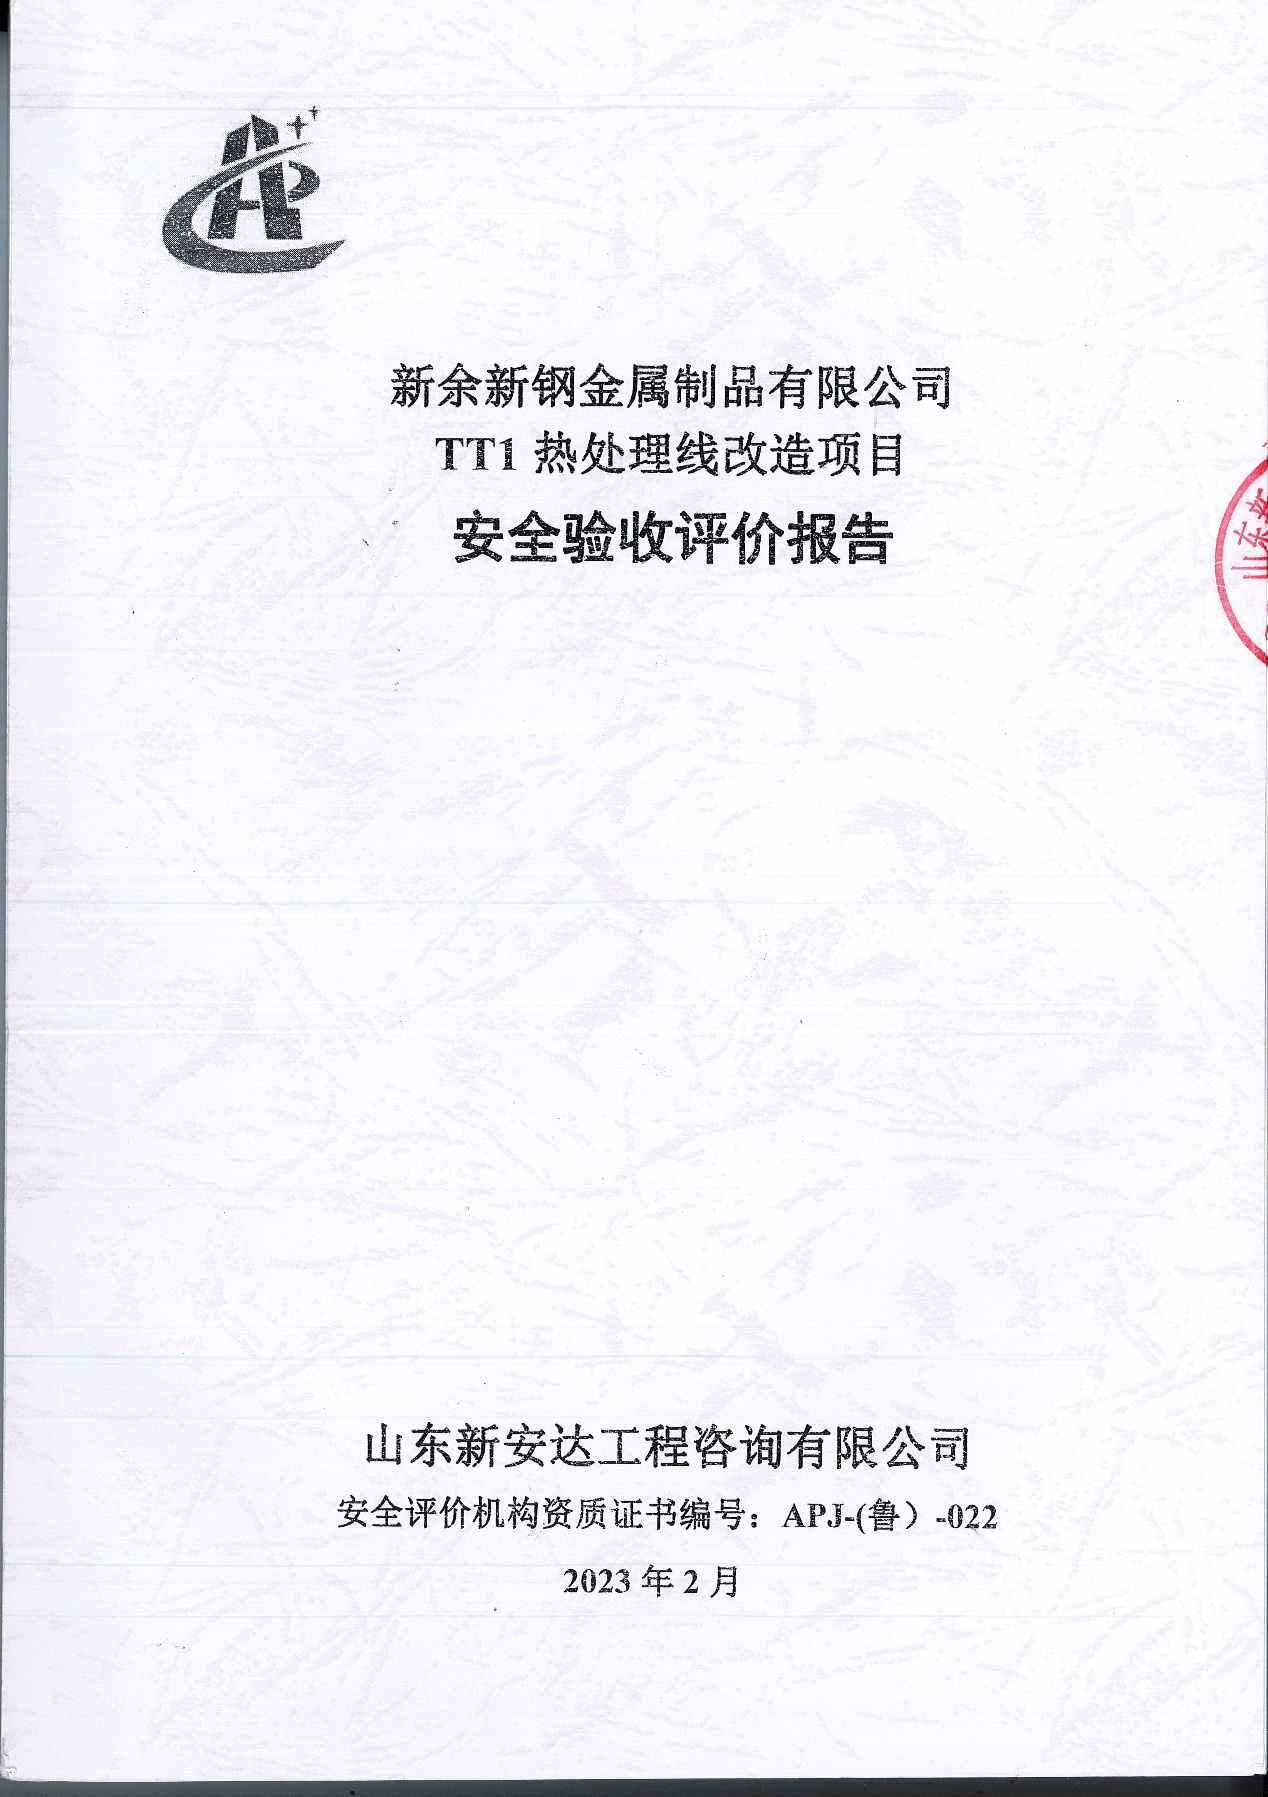 新余新钢金属制品有限公司
TT1 热处理线改造项目
安全验收评价报告
山东新
山东新安达工程咨询有限公司
安全评价机构资质证书编号：APJ-(鲁）-022
2023 年 2 月